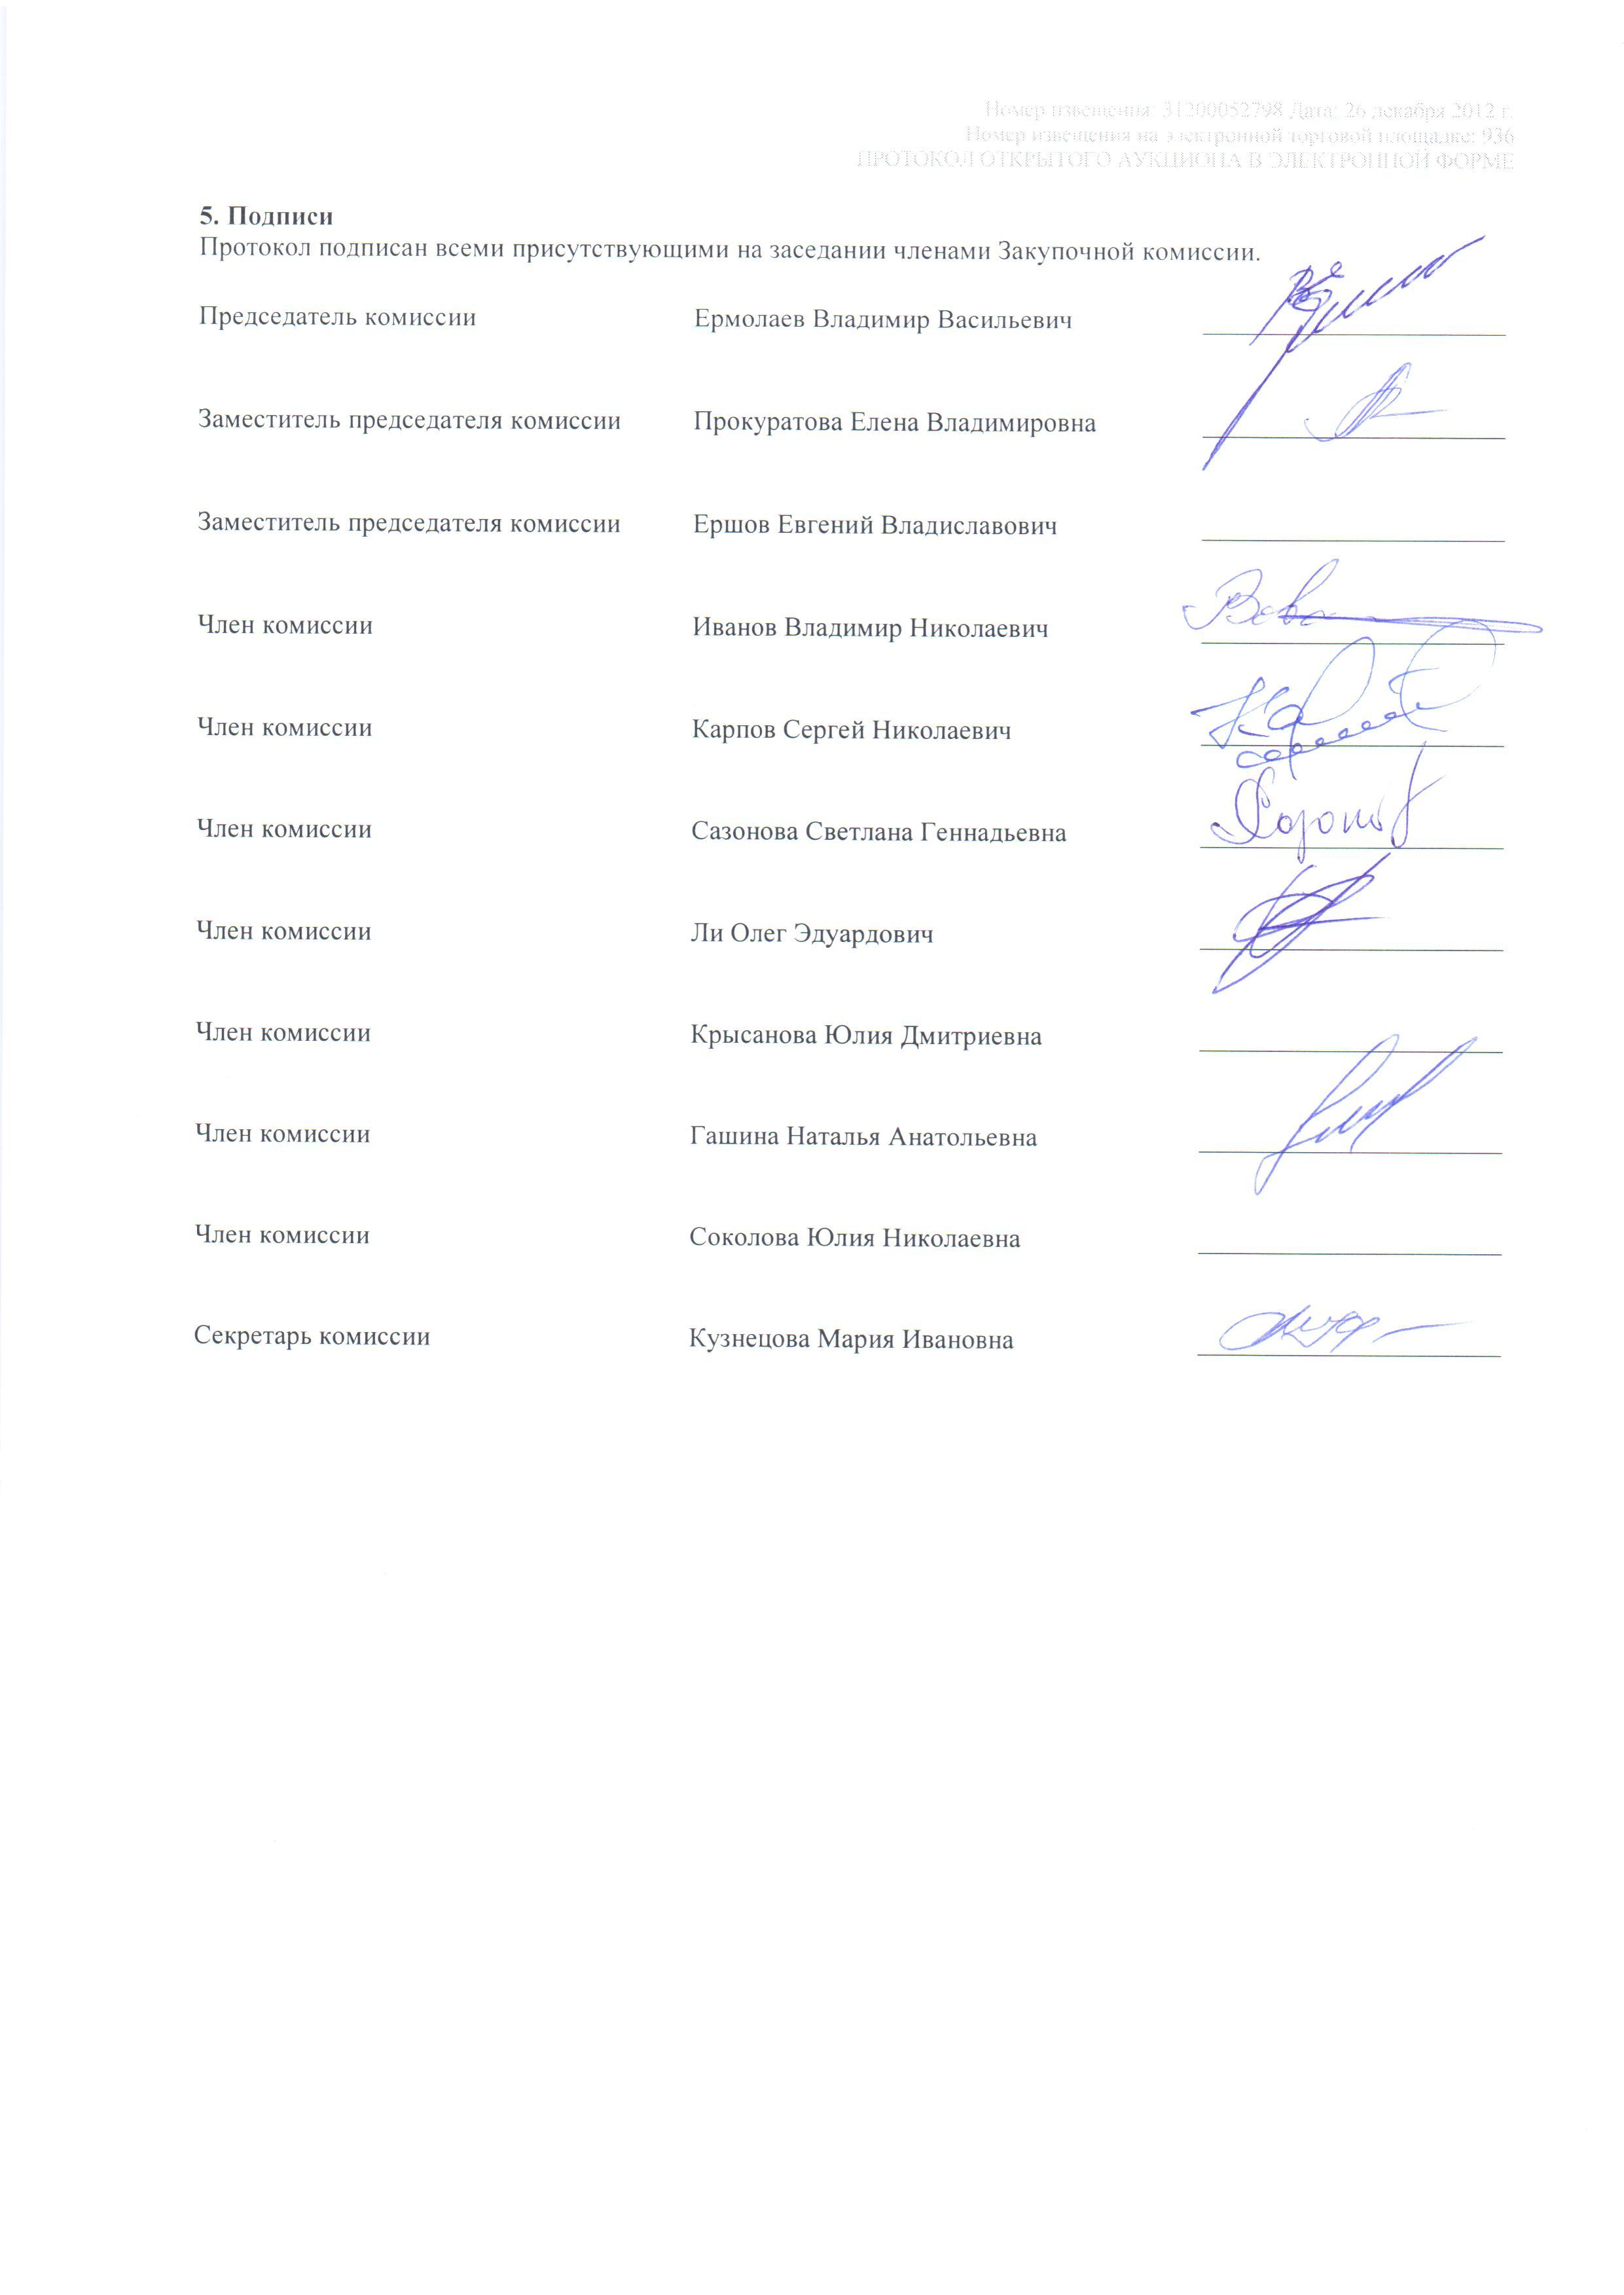 Номер извещения: 31200052798 Дата: 26 декабря 2012 г.
Номер извещения на электронной торговой площадке: 936
ПРОТОКОЛ ОТКРЫТОГО АУКЦИОНА В ЭЛЕКТРОННОЙ ФОРМЕ
5. Подписи
Протокол подписан всеми присутствующими на заседании членами Закупочной комиссии.
Председатель комиссии Ермолаев Владимир Васильевич
Заместитель председателя комиссии Прокуратова Елена Владимировна
Заместитель председателя комиссии Ершов Евгений Владиславович
Член комиссии Иванов Владимир Николаевич
Член комиссии Карпов Сергей Николаевич
Член комиссии Сазонова Светлана Геннадьевна
Член комиссии Ли Олег Эдуардович
Член комиссии Крысанова Юлия Дмитриевна
Член комиссии Гашина Наталья Анатольевна
Член комиссии Соколова Юлия Николаевна
Секретарь комиссии Кузнецова Мария Ивановна